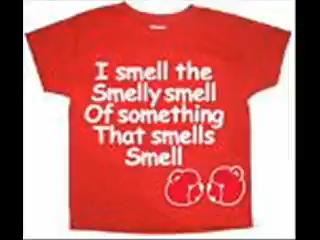 I smell the
Smelly smell
Of something
That smells
Smell